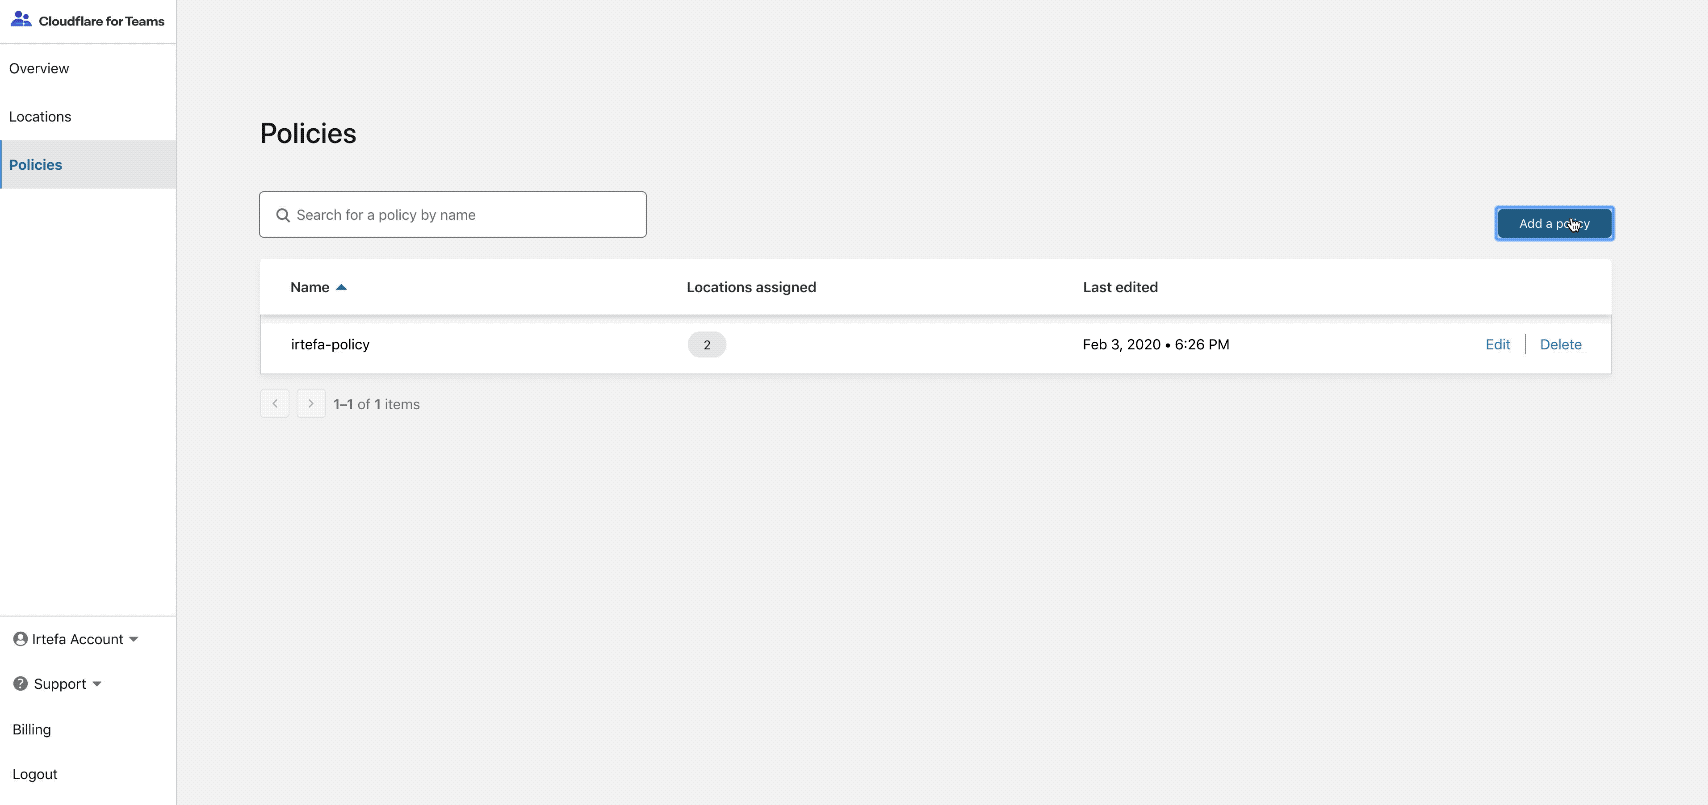 Cloudflare for Teams
Overview
Locations
Policies
Policies
Search for a policy by name
Add a policy
Name Locations assigned Last edited
irtefa-policy 2 Feb 3, 2020 • 6:26 PM Edit Delete
1–1 of 1 items
Irtefa Account
Support
Billing
Logout